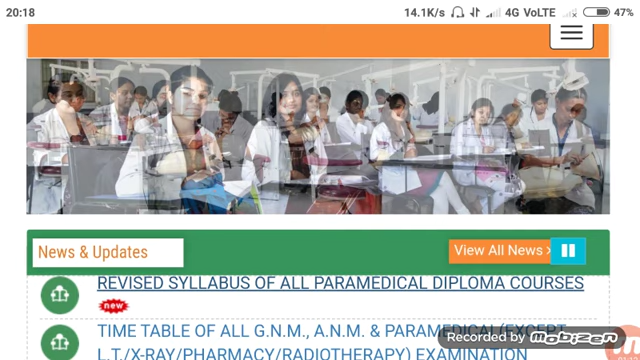 20:18
14.1K/s
4G VoLTE
47%
News & Updates
View All News
REVISED SYLLABUS OF ALL PARAMEDICAL DIPLOMA COURSES
new
TIME TABLE OF ALL G.N.M., A.N.M. & PARAMEDICAL (EXCEPT
L.T./X-RAY/PHARMACY/RADIOTHERAPY) EXAMINATION
Recorded by mobizen